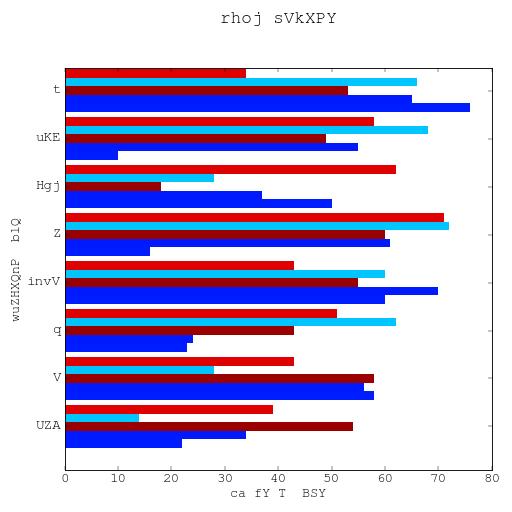 rhoj sVkXPY
t
uKE
Hgj
Z
invV
q
V
UZA
wuZHXQnP blQ
0 10 20 30 40 50 60 70 80
ca fY T BSY